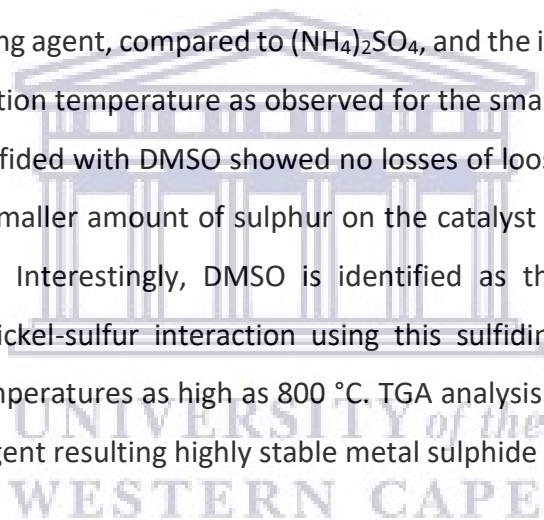 ng agent, compared to (NH₄)₂SO₄, and the i
tion temperature as observed for the sma
fided with DMSO showed no losses of loos
maller amount of sulphur on the catalyst
Interestingly, DMSO is identified as th
ickel-sulfur interaction using this sulfidin
mperatures as high as 800 °C. TGA analysis
UNIVERSITY of the
gent resulting highly stable metal sulphide
WESTERN CAPE